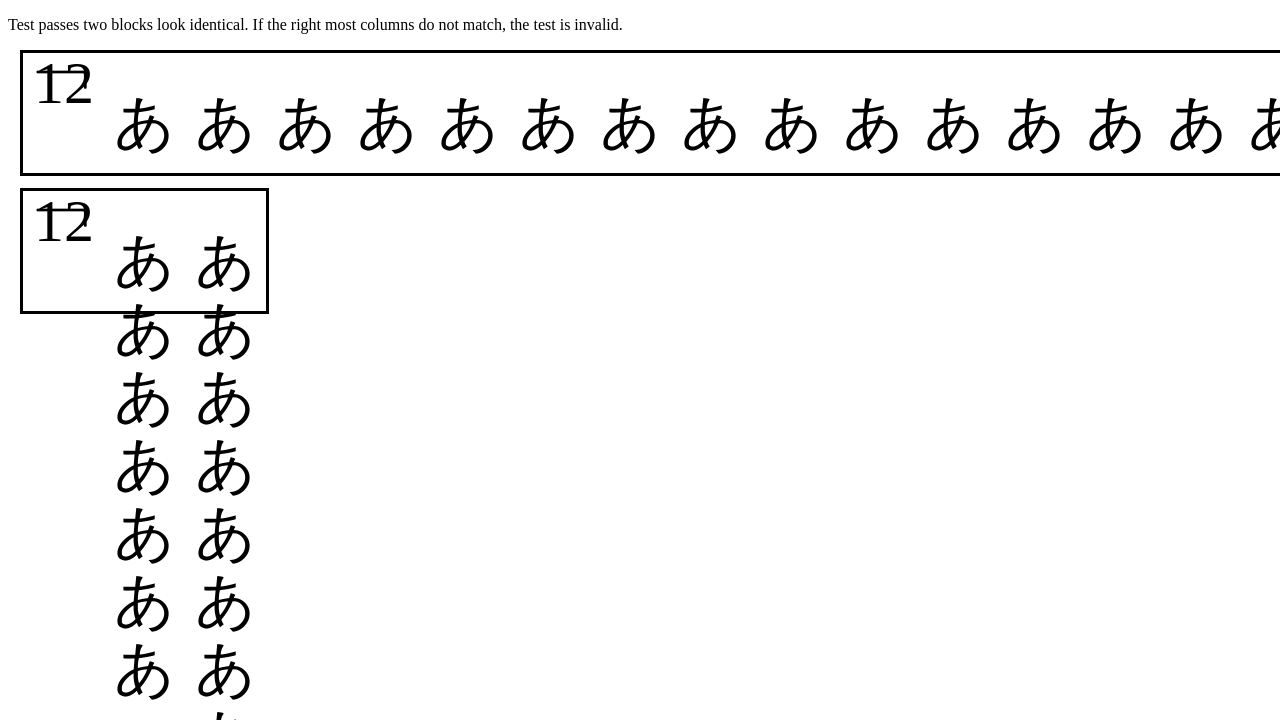 Test passes two blocks look identical. If the right most columns do not match, the test is invalid.
12 あ あ あ あ あ あ あ あ あ あ あ あ あ あ あ
12 あ あ
あ あ
あ あ
あ あ
あ あ
あ あ
あ あ